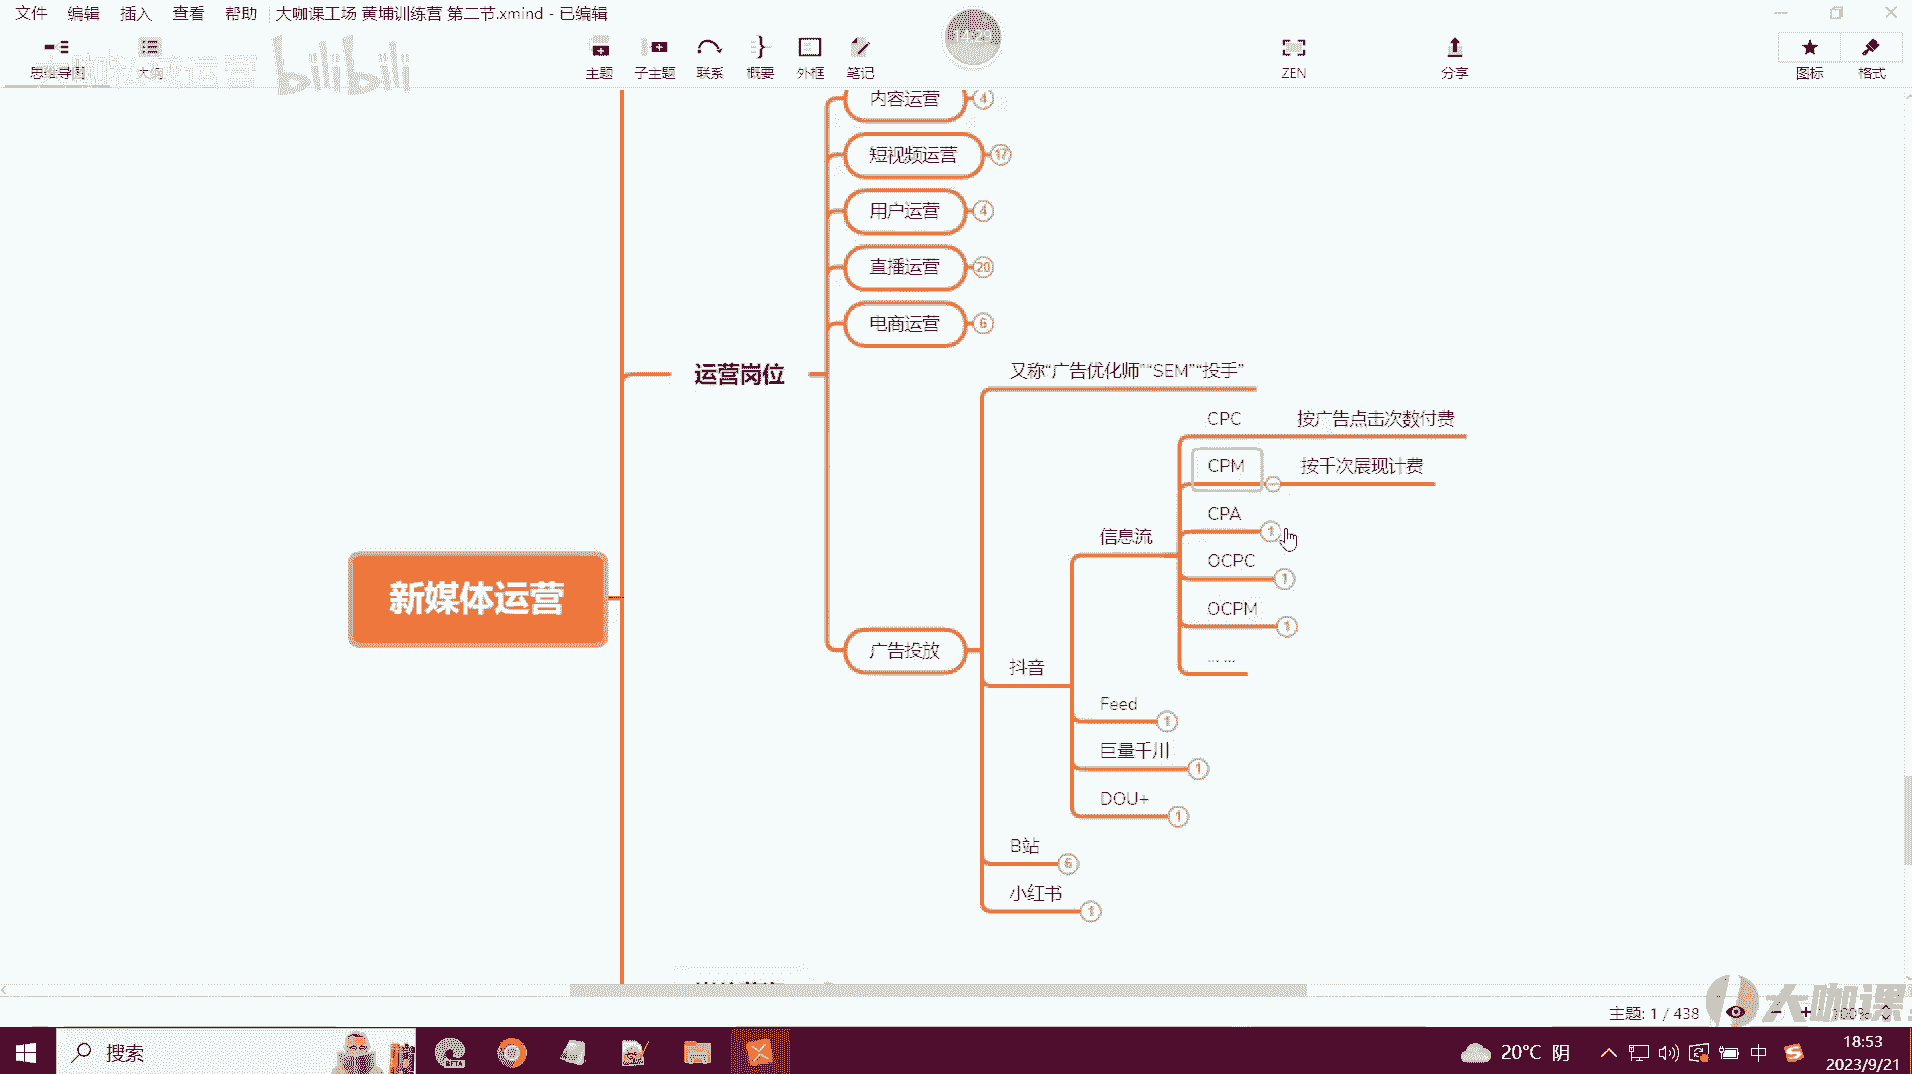 文件 编辑 插入 查看 帮助 大咖课工场 黄埔训练营 第二节.xmind - 已编辑
思维导图 大纲 主题 子主题 联系 概要 外框 笔记 ZEN 分享 图标 格式
bilibili
内容运营 4
短视频运营 17
用户运营 4
直播运营 20
电商运营 6
运营岗位
又称“广告优化师”“SEM”“投手”
CPC 按广告点击次数付费
CPM 按千次展现计费
CPA 1
信息流
OCPC 1
OCPM 1
... ...
新媒体运营
广告投放
抖音
Feed 1
巨量千川 1
DOU+ 1
B站 6
小红书 1
主题: 1 / 438
100%
大咖课
搜索
BETA
20°C 阴
中
18:53
2023/9/21